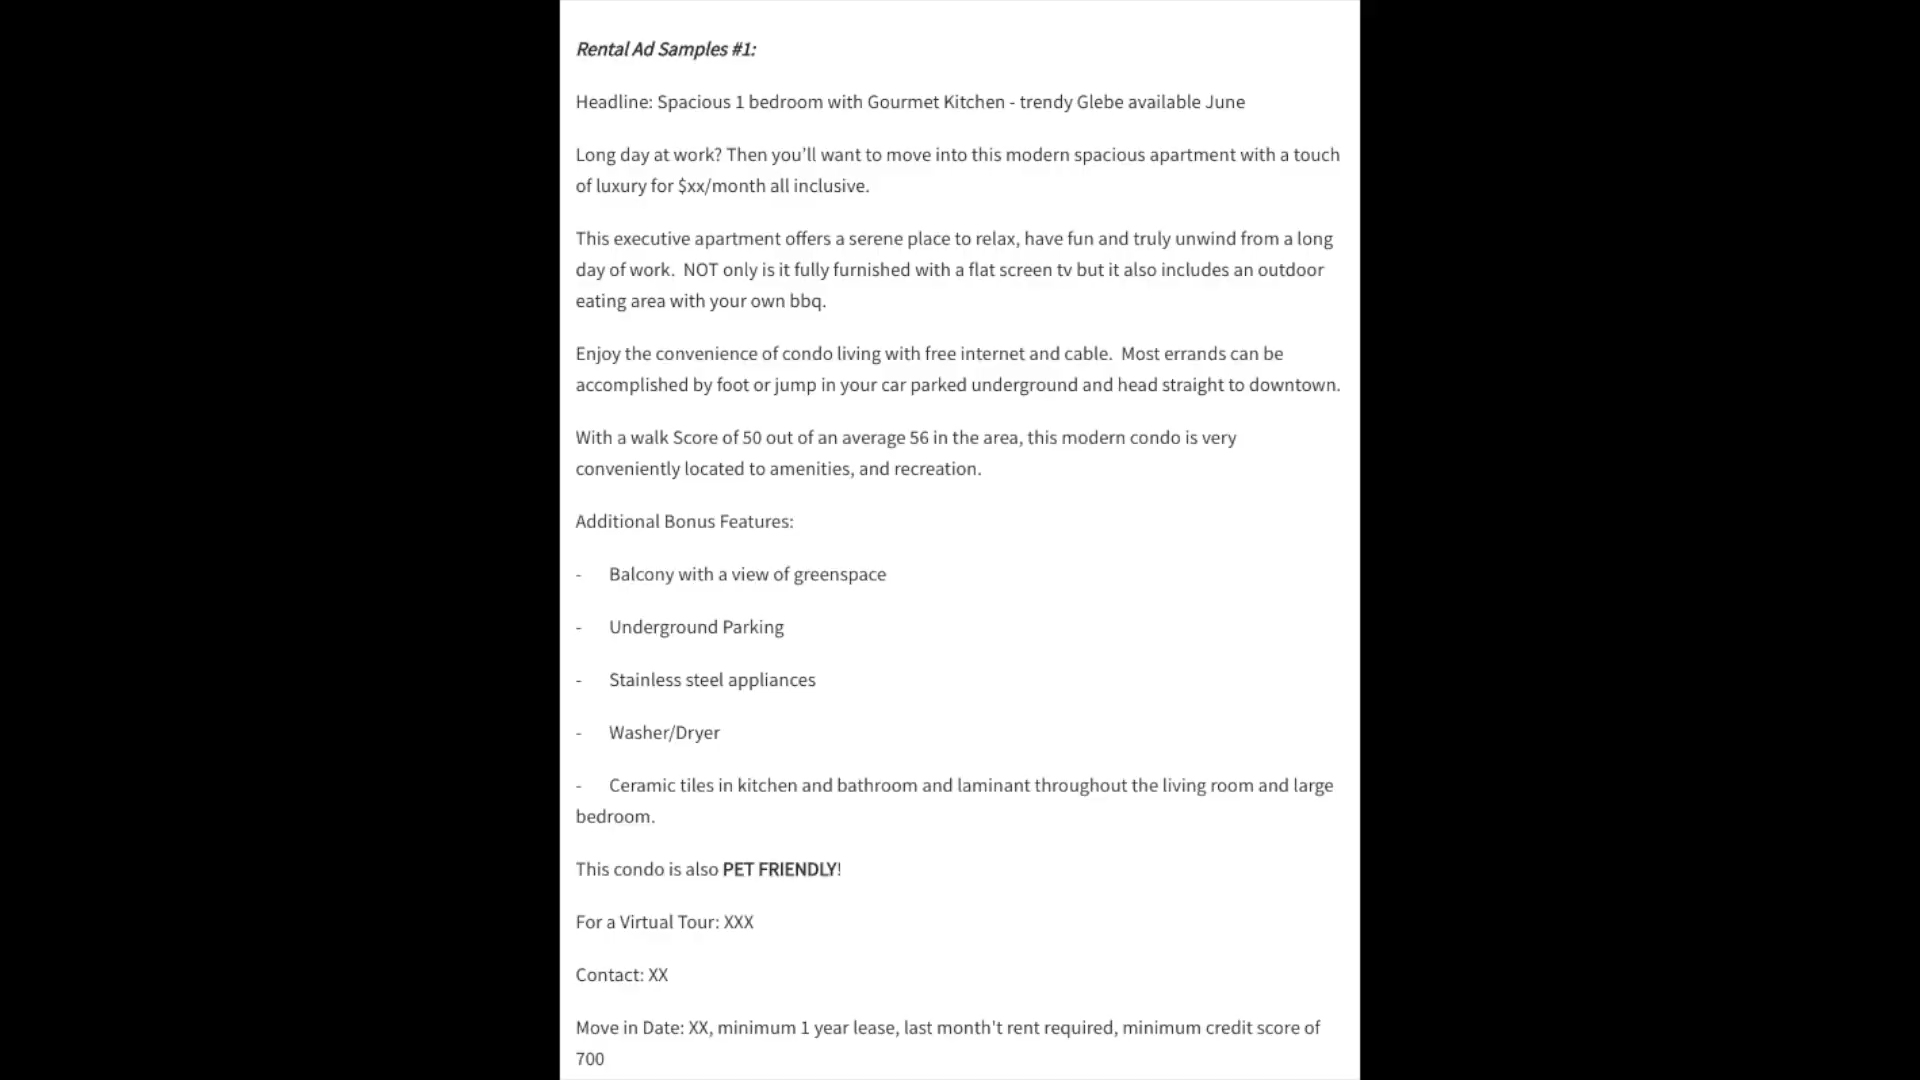 Rental Ad Samples #1:
Headline: Spacious 1 bedroom with Gourmet Kitchen - trendy Glebe available June
Long day at work? Then you’ll want to move into this modern spacious apartment with a touch
of luxury for $xx/month all inclusive.
This executive apartment offers a serene place to relax, have fun and truly unwind from a long
day of work.  NOT only is it fully furnished with a flat screen tv but it also includes an outdoor
eating area with your own bbq.
Enjoy the convenience of condo living with free internet and cable.  Most errands can be
accomplished by foot or jump in your car parked underground and head straight to downtown.
With a walk Score of 50 out of an average 56 in the area, this modern condo is very
conveniently located to amenities, and recreation.
Additional Bonus Features:
- Balcony with a view of greenspace
- Underground Parking
- Stainless steel appliances
- Washer/Dryer
- Ceramic tiles in kitchen and bathroom and laminant throughout the living room and large
bedroom.
This condo is also PET FRIENDLY!
For a Virtual Tour: XXX
Contact: XX
Move in Date: XX, minimum 1 year lease, last month't rent required, minimum credit score of
700